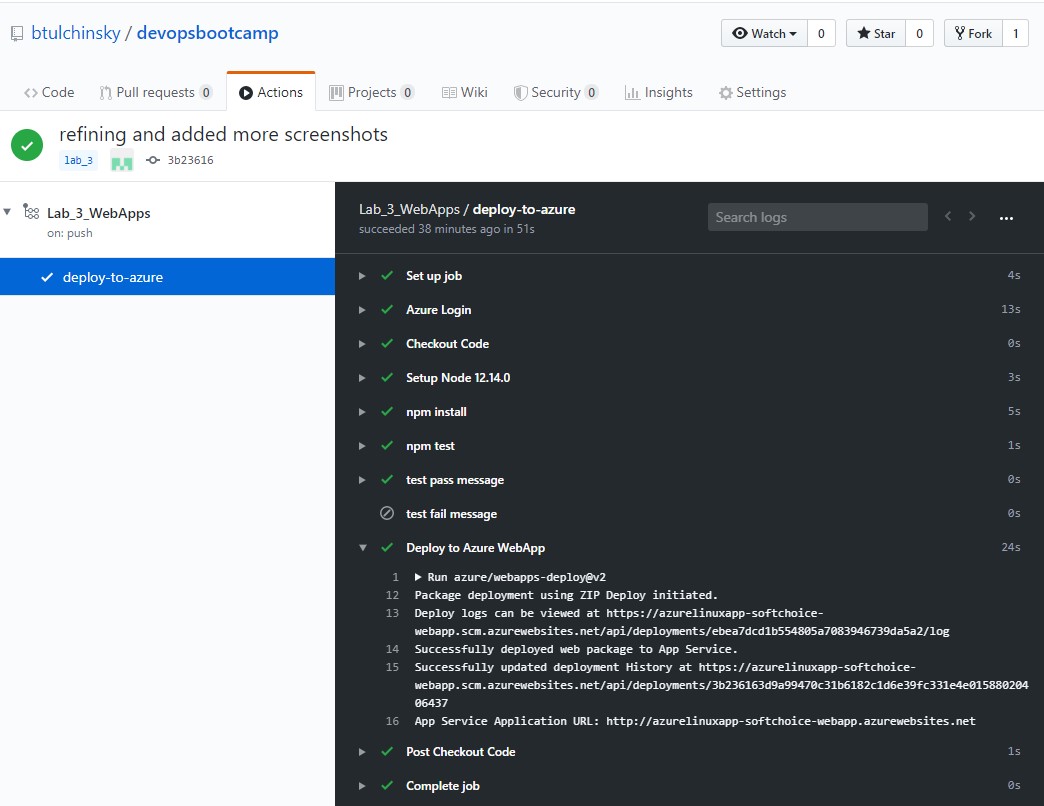 btulchinsky / devopsbootcamp
Watch 0 Star 0 Fork 1
Code Pull requests 0 Actions Projects 0 Wiki Security 0 Insights Settings
refining and added more screenshots
lab_3 3b23616
Lab_3_WebApps
on: push
deploy-to-azure
Lab_3_WebApps / deploy-to-azure
succeeded 38 minutes ago in 51s
Search logs
Set up job 4s
Azure Login 13s
Checkout Code 0s
Setup Node 12.14.0 3s
npm install 5s
npm test 1s
test pass message 0s
test fail message 0s
Deploy to Azure WebApp 24s
1 Run azure/webapps-deploy@v2
12 Package deployment using ZIP Deploy initiated.
13 Deploy logs can be viewed at https://azurelinuxapp-softchoice-
webapp.scm.azurewebsites.net/api/deployments/ebea7dcd1b554805a7083946739da5a2/log
14 Successfully deployed web package to App Service.
15 Successfully updated deployment History at https://azurelinuxapp-softchoice-
webapp.scm.azurewebsites.net/api/deployments/3b236163d9a99470c31b6182c1d6e39fc331e4e015880204
06437
16 App Service Application URL: http://azurelinuxapp-softchoice-webapp.azurewebsites.net
Post Checkout Code 1s
Complete job 0s